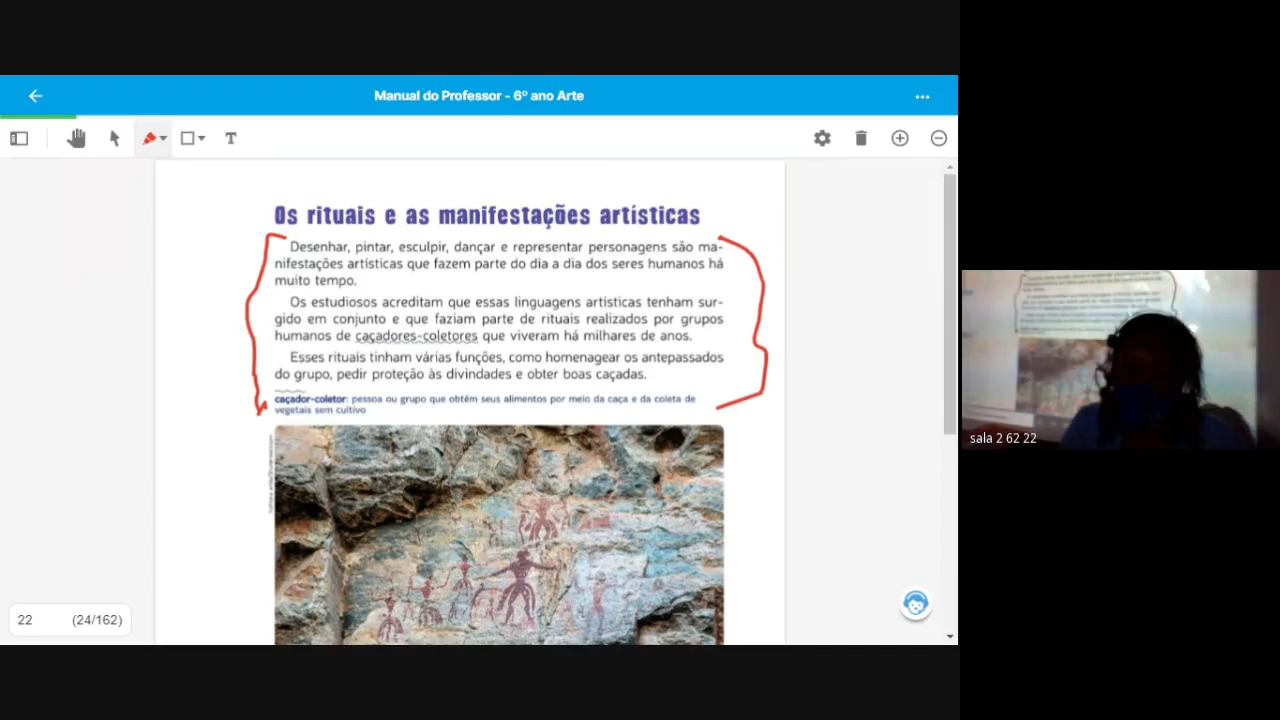 Manual do Professor - 6º ano Arte
T
Os rituais e as manifestações artísticas
Desenhar, pintar, esculpir, dançar e representar personagens são ma-
nifestações artísticas que fazem parte do dia a dia dos seres humanos há
muito tempo.
Os estudiosos acreditam que essas linguagens artísticas tenham sur-
gido em conjunto e que faziam parte de rituais realizados por grupos
humanos de caçadores-coletores que viveram há milhares de anos.
Esses rituais tinham várias funções, como homenagear os antepassados
do grupo, pedir proteção às divindades e obter boas caçadas.
caçador-coletor: pessoa ou grupo que obtém seus alimentos por meio da caça e da coleta de
vegetais sem cultivo
22 (24/162)
sala 2 62 22